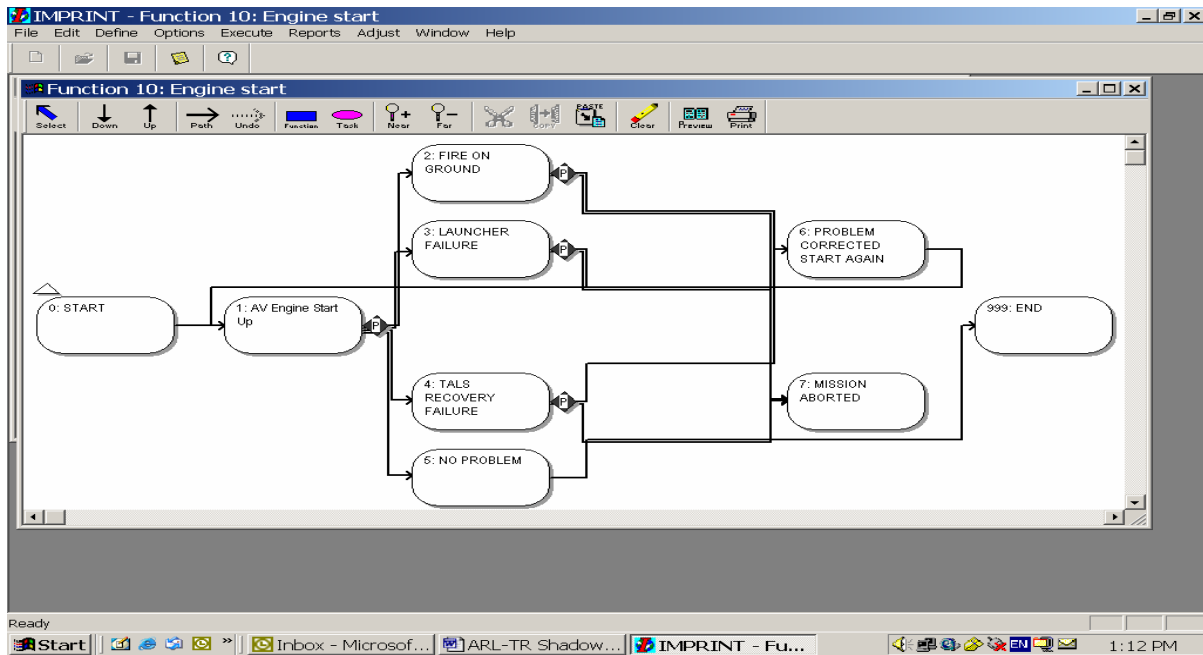 IMPRINT - Function 10: Engine start
File Edit Define Options Execute Reports Adjust Window Help
Function 10: Engine start
Select Down Up Path Undo Function Task Near Far COPY PASTE Clear Preview Print
2: FIRE ON
GROUND
P
3: LAUNCHER
FAILURE
P
6: PROBLEM
CORRECTED
START AGAIN
0: START
1: AV Engine Start
Up
P
999: END
4: TALS
RECOVERY
FAILURE
P
7: MISSION
ABORTED
5: NO PROBLEM
Ready
Start » Inbox - Microsof... ARL-TR Shadow... IMPRINT - Fu... EN 1:12 PM